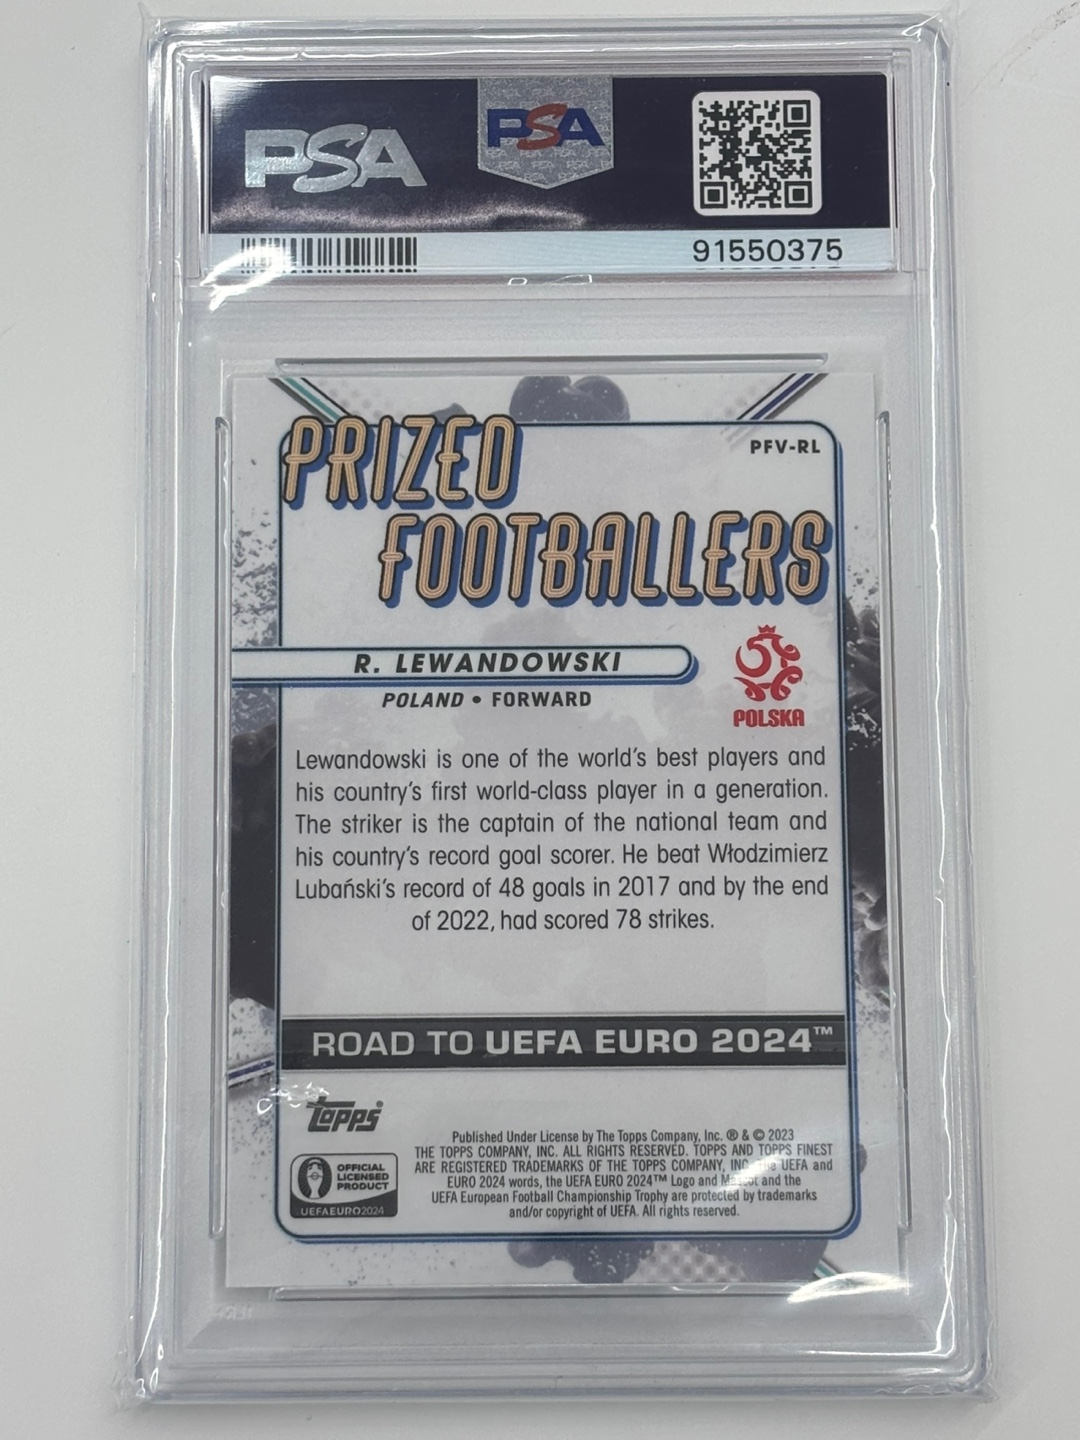 PSA
PSA
91550375
PFV-RL
PRIZED
FOOTBALLERS
R. LEWANDOWSKI
POLAND • FORWARD
POLSKA
Lewandowski is one of the world's best players and
his country's first world-class player in a generation.
The striker is the captain of the national team and
his country's record goal scorer. He beat Włodzimierz
Lubański's record of 48 goals in 2017 and by the end
of 2022, had scored 78 strikes.
ROAD TO UEFA EURO 2024™
Topps
OFFICIAL
LICENSED
PRODUCT
UEFAEURO2024
Published Under License by The Topps Company, Inc. ® & © 2023
THE TOPPS COMPANY, INC. ALL RIGHTS RESERVED. TOPPS AND TOPPS FINEST
ARE REGISTERED TRADEMARKS OF THE TOPPS COMPANY, INC. The UEFA and
EURO 2024 words, the UEFA EURO 2024™ Logo and Mascot and the
UEFA European Football Championship Trophy are protected by trademarks
and/or copyright of UEFA. All rights reserved.